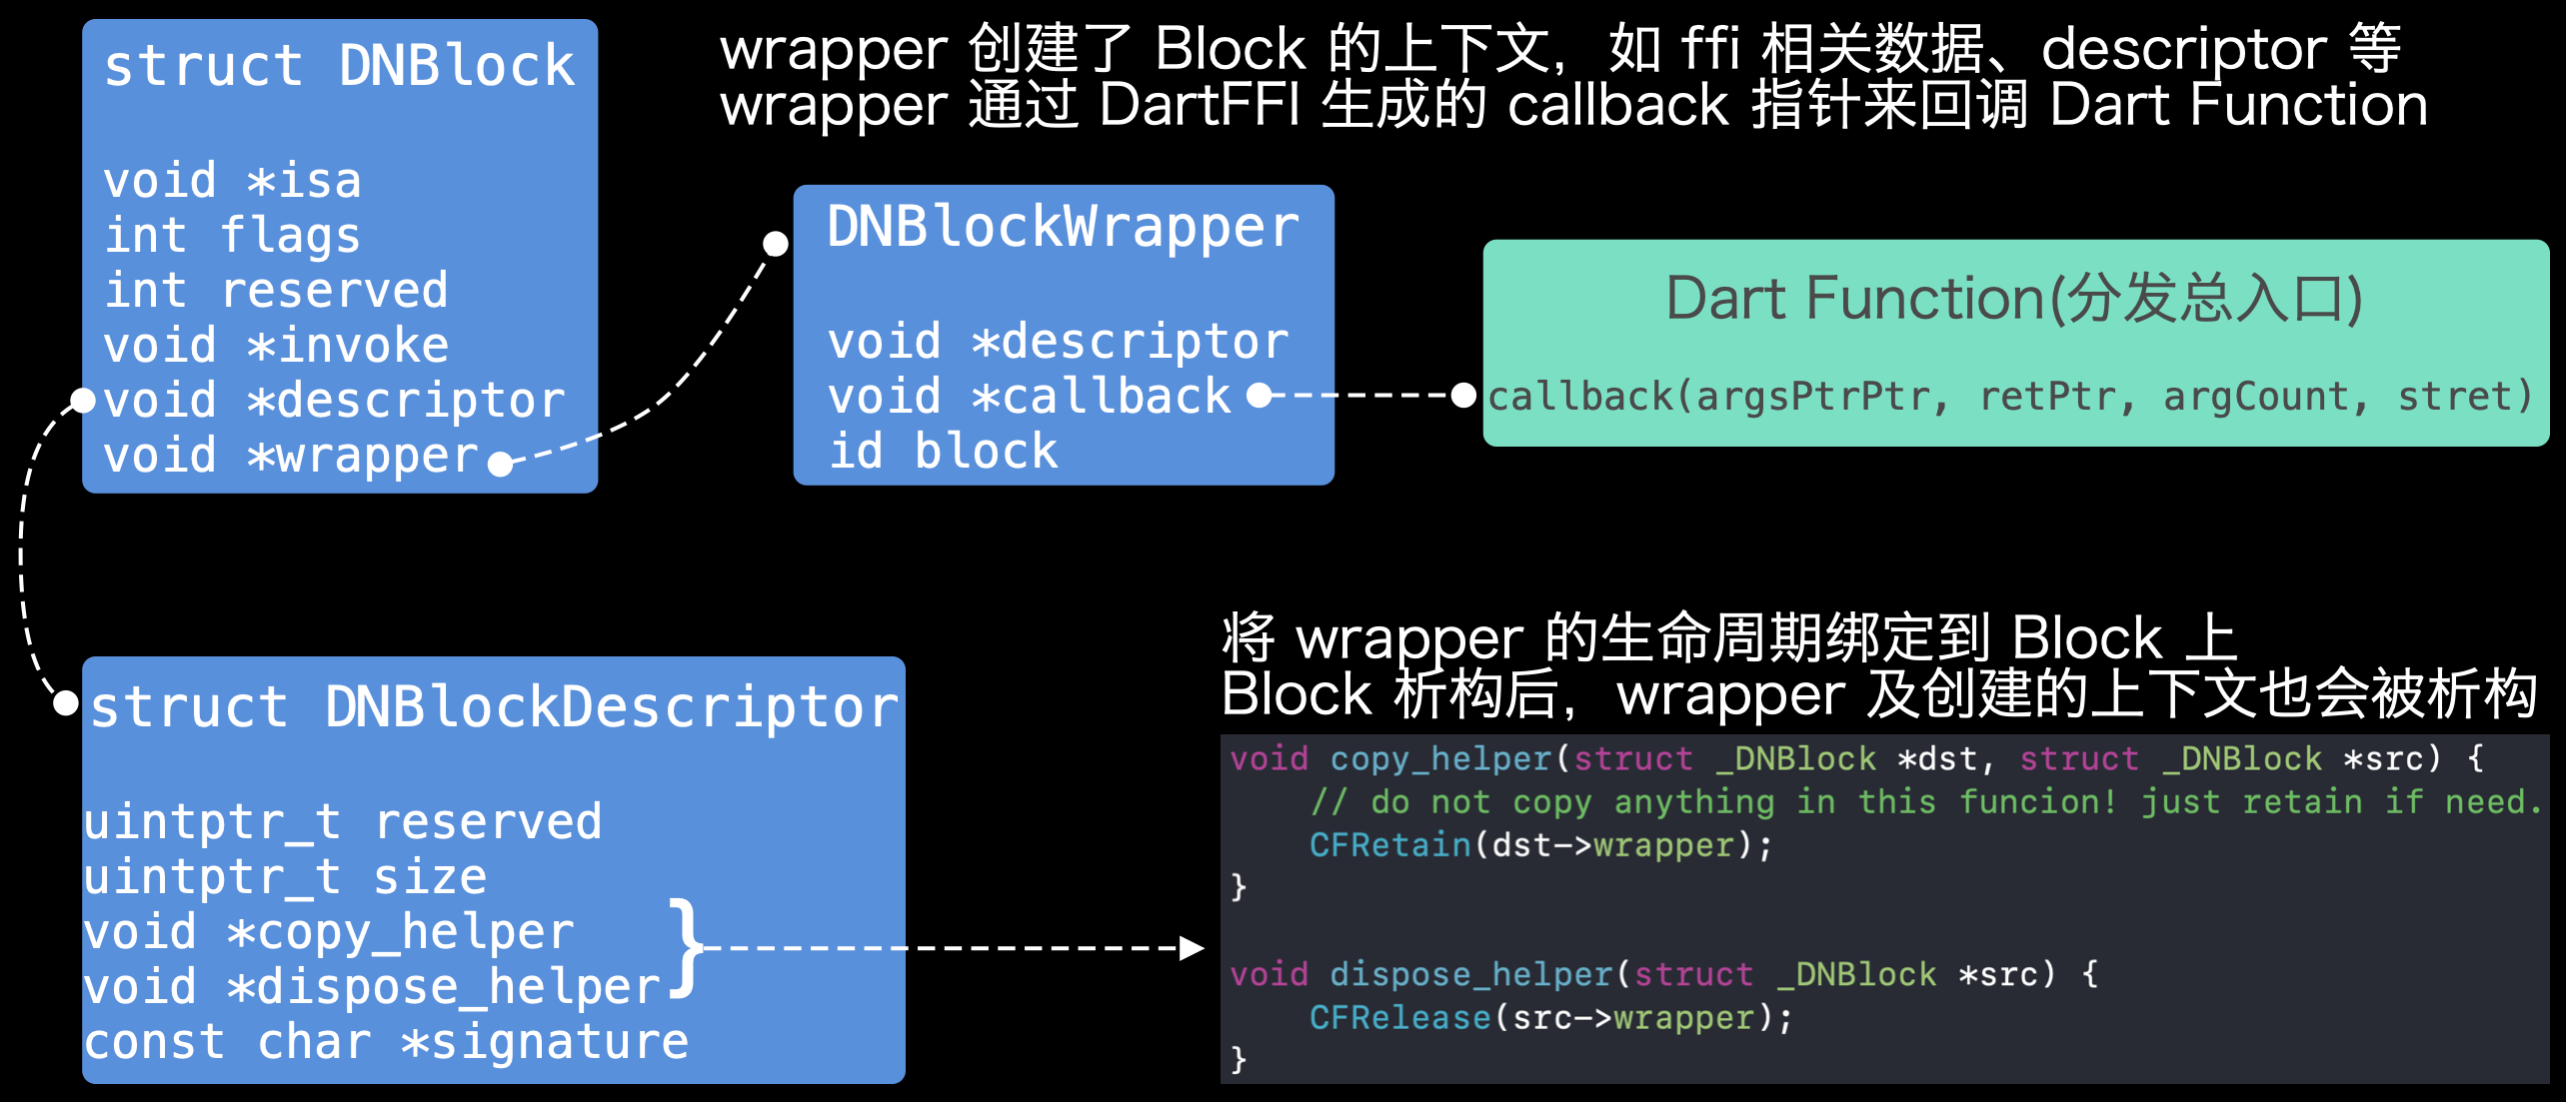 struct DNBlock
void *isa
int flags
int reserved
void *invoke
void *descriptor
void *wrapper
wrapper 创建了 Block 的上下文，如 ffi 相关数据、descriptor 等
wrapper 通过 DartFFI 生成的 callback 指针来回调 Dart Function
DNBlockWrapper
void *descriptor
void *callback
id block
Dart Function(分发总入口)
callback(argsPtrPtr, retPtr, argCount, stret)
struct DNBlockDescriptor
uintptr_t reserved
uintptr_t size
void *copy_helper
void *dispose_helper
}
const char *signature
将 wrapper 的生命周期绑定到 Block 上
Block 析构后，wrapper 及创建的上下文也会被析构
void copy_helper(struct _DNBlock *dst, struct _DNBlock *src) {
    // do not copy anything in this funcion! just retain if need.
    CFRetain(dst->wrapper);
}
void dispose_helper(struct _DNBlock *src) {
    CFRelease(src->wrapper);
}